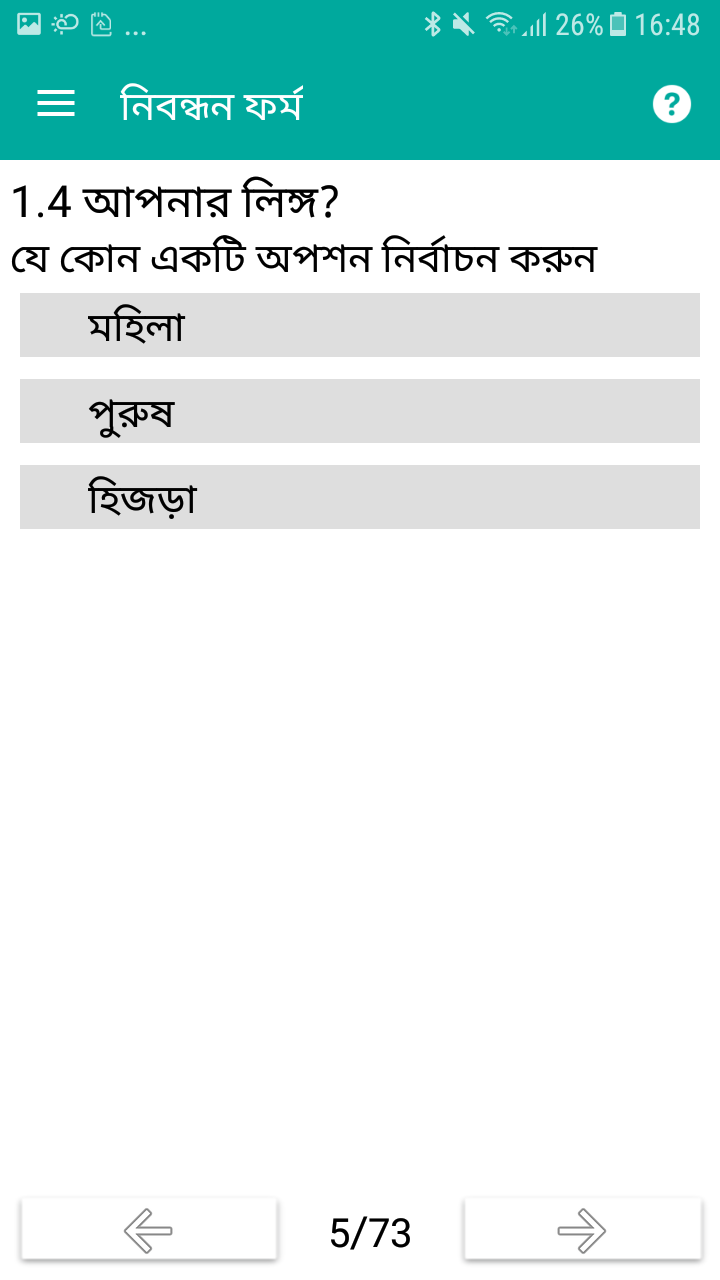 ... 26% 16:48
নিবন্ধন ফর্ম ?
1.4 আপনার লিঙ্গ?
যে কোন একটি অপশন নির্বাচন করুন
মহিলা
পুরুষ
হিজড়া
5/73